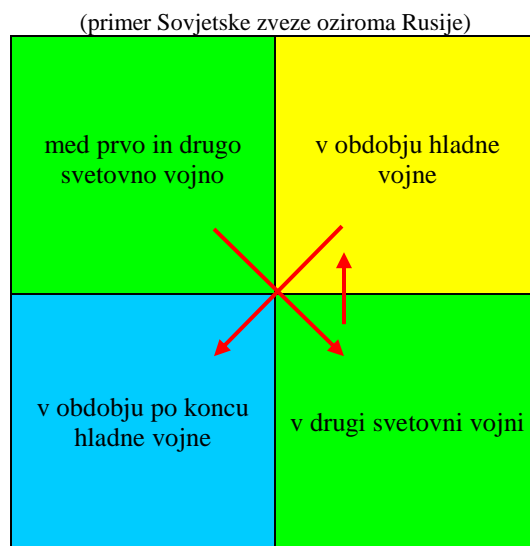 (primer Sovjetske zveze oziroma Rusije)
med prvo in drugo
svetovno vojno
v obdobju hladne
vojne
v obdobju po koncu
hladne vojne
v drugi svetovni vojni